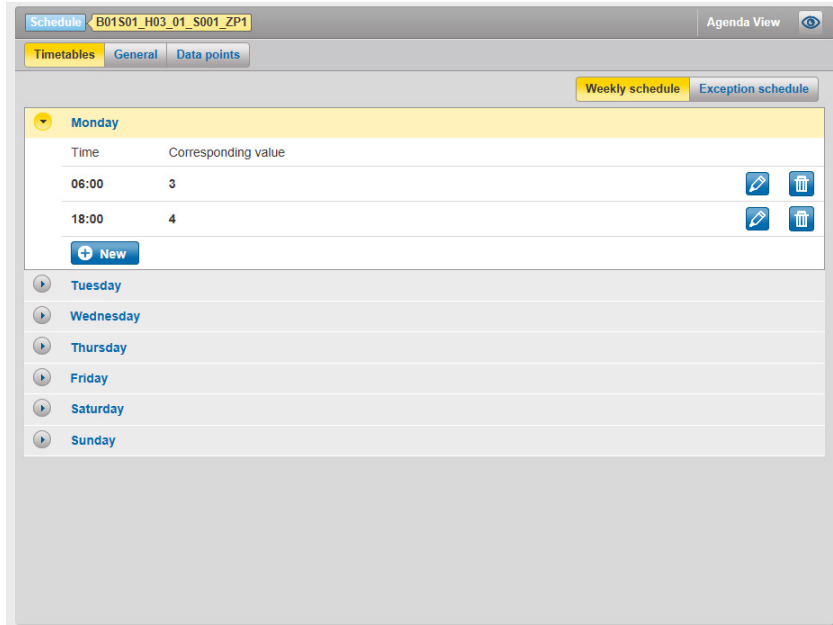 Schedule B01S01_H03_01_S001_ZP1 Agenda View
Timetables General Data points
Weekly schedule Exception schedule
Monday
Time Corresponding value
06:00 3
18:00 4
New
Tuesday
Wednesday
Thursday
Friday
Saturday
Sunday